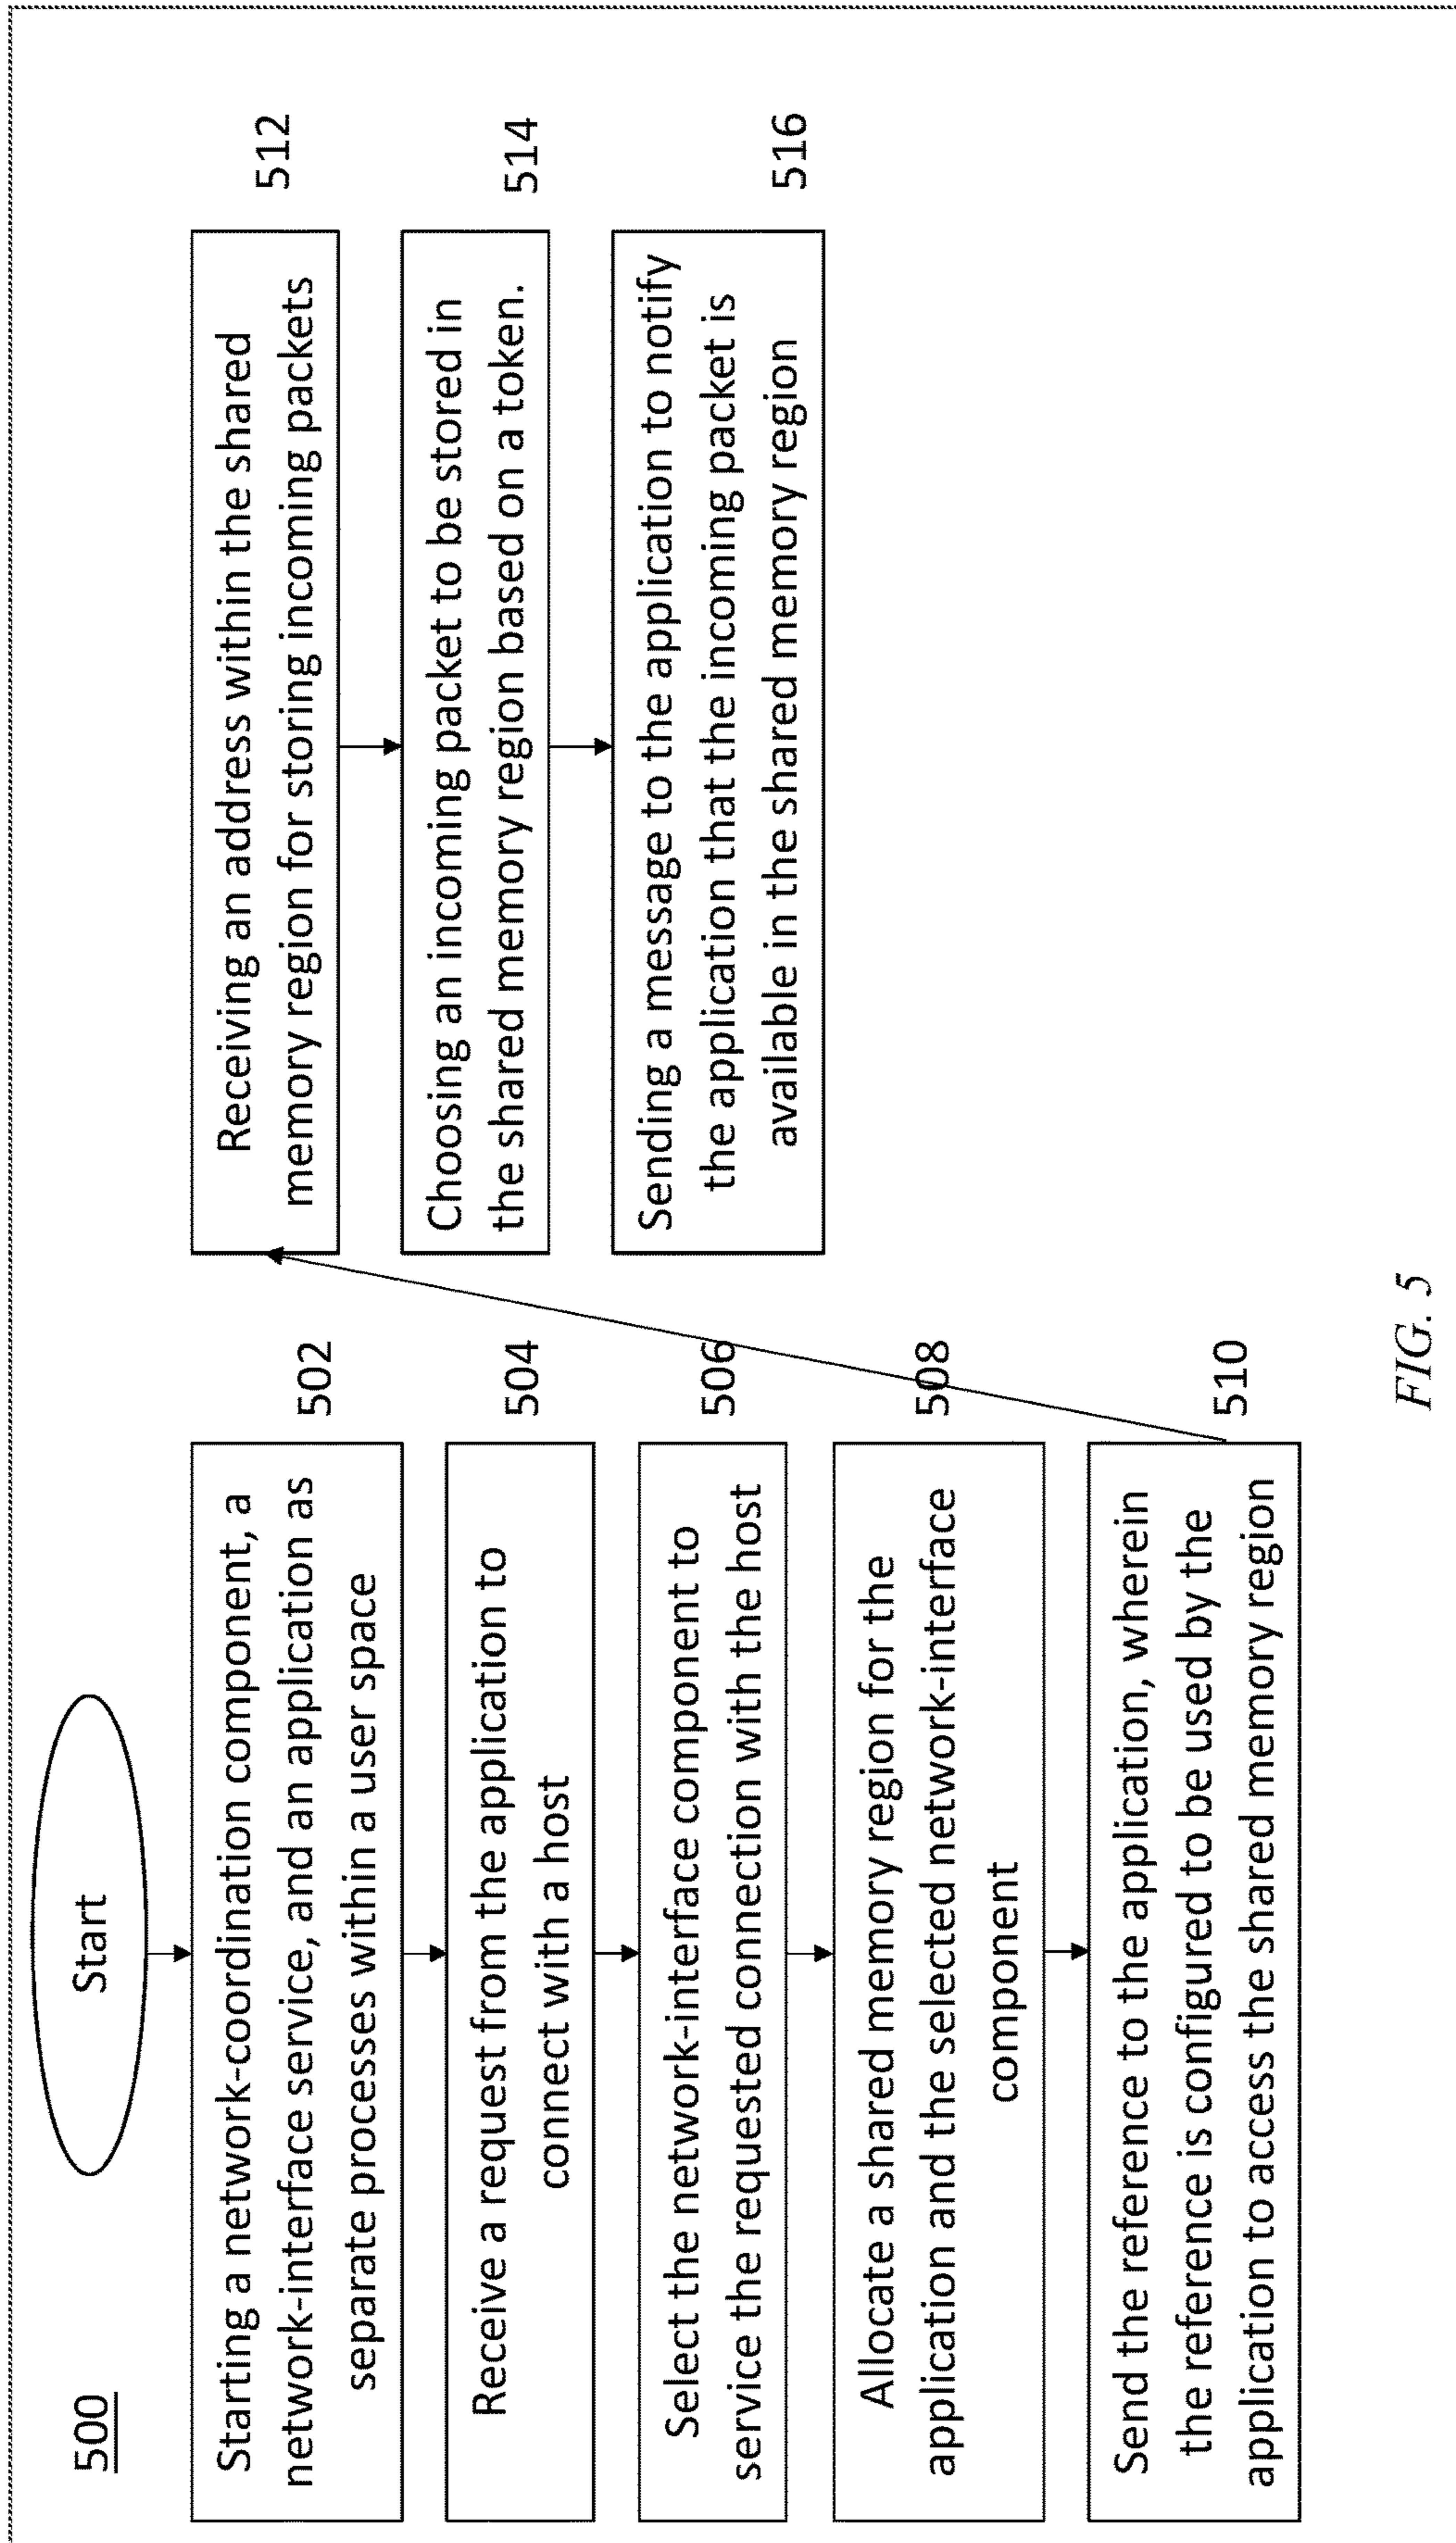 500
Start
Starting a network-coordination component, a
network-interface service, and an application as
separate processes within a user space
502
Receive a request from the application to
connect with a host
504
Select the network-interface component to
service the requested connection with the host
506
Allocate a shared memory region for the
application and the selected network-interface
component
508
Send the reference to the application, wherein
the reference is configured to be used by the
application to access the shared memory region
510
Receiving an address within the shared
memory region for storing incoming packets
512
Choosing an incoming packet to be stored in
the shared memory region based on a token.
514
Sending a message to the application to notify
the application that the incoming packet is
available in the shared memory region
516
FIG. 5